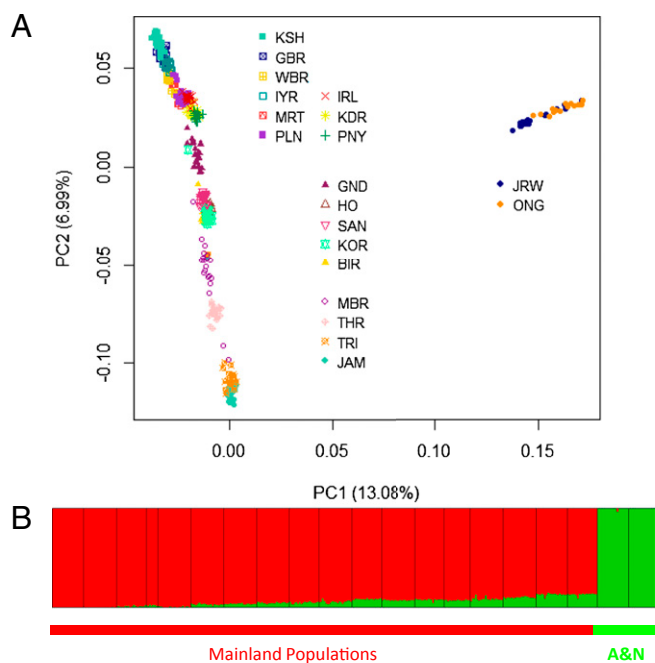 A
KSH
GBR
WBR
IYR IRL
MRT KDR
PLN PNY
GND JRW
HO ONG
SAN
KOR
BIR
MBR
THR
TRI
JAM
0.05
0.00
-0.05
-0.10
PC2 (6.99%)
0.00 0.05 0.10 0.15
PC1 (13.08%)
B
Mainland Populations A&N